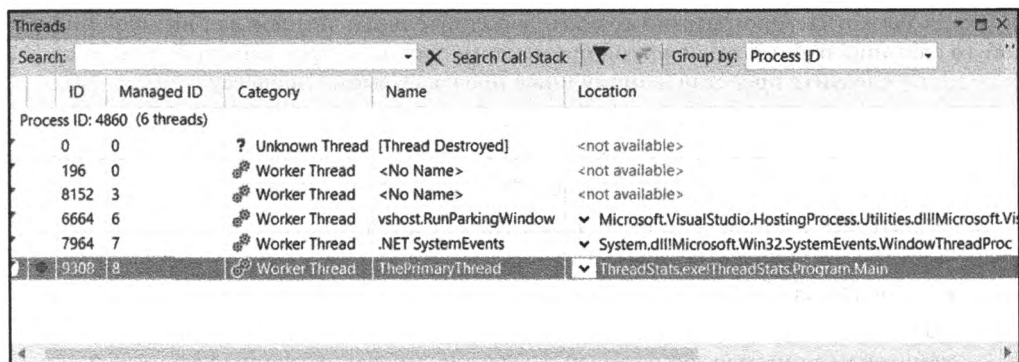 Threads
Search: Search Call Stack Group by: Process ID
ID Managed ID Category Name Location
Process ID: 4860 (6 threads)
0 0 ? Unknown Thread [Thread Destroyed] <not available>
196 0 Worker Thread <No Name> <not available>
8152 3 Worker Thread <No Name> <not available>
6664 6 Worker Thread vshost.RunParkingWindow Microsoft.VisualStudio.HostingProcess.Utilities.dll!Microsoft.Vis
7964 7 Worker Thread .NET SystemEvents System.dll!Microsoft.Win32.SystemEvents.WindowThreadProc
9308 8 Worker Thread ThePrimaryThread ThreadStats.exe!ThreadStats.Program.Main